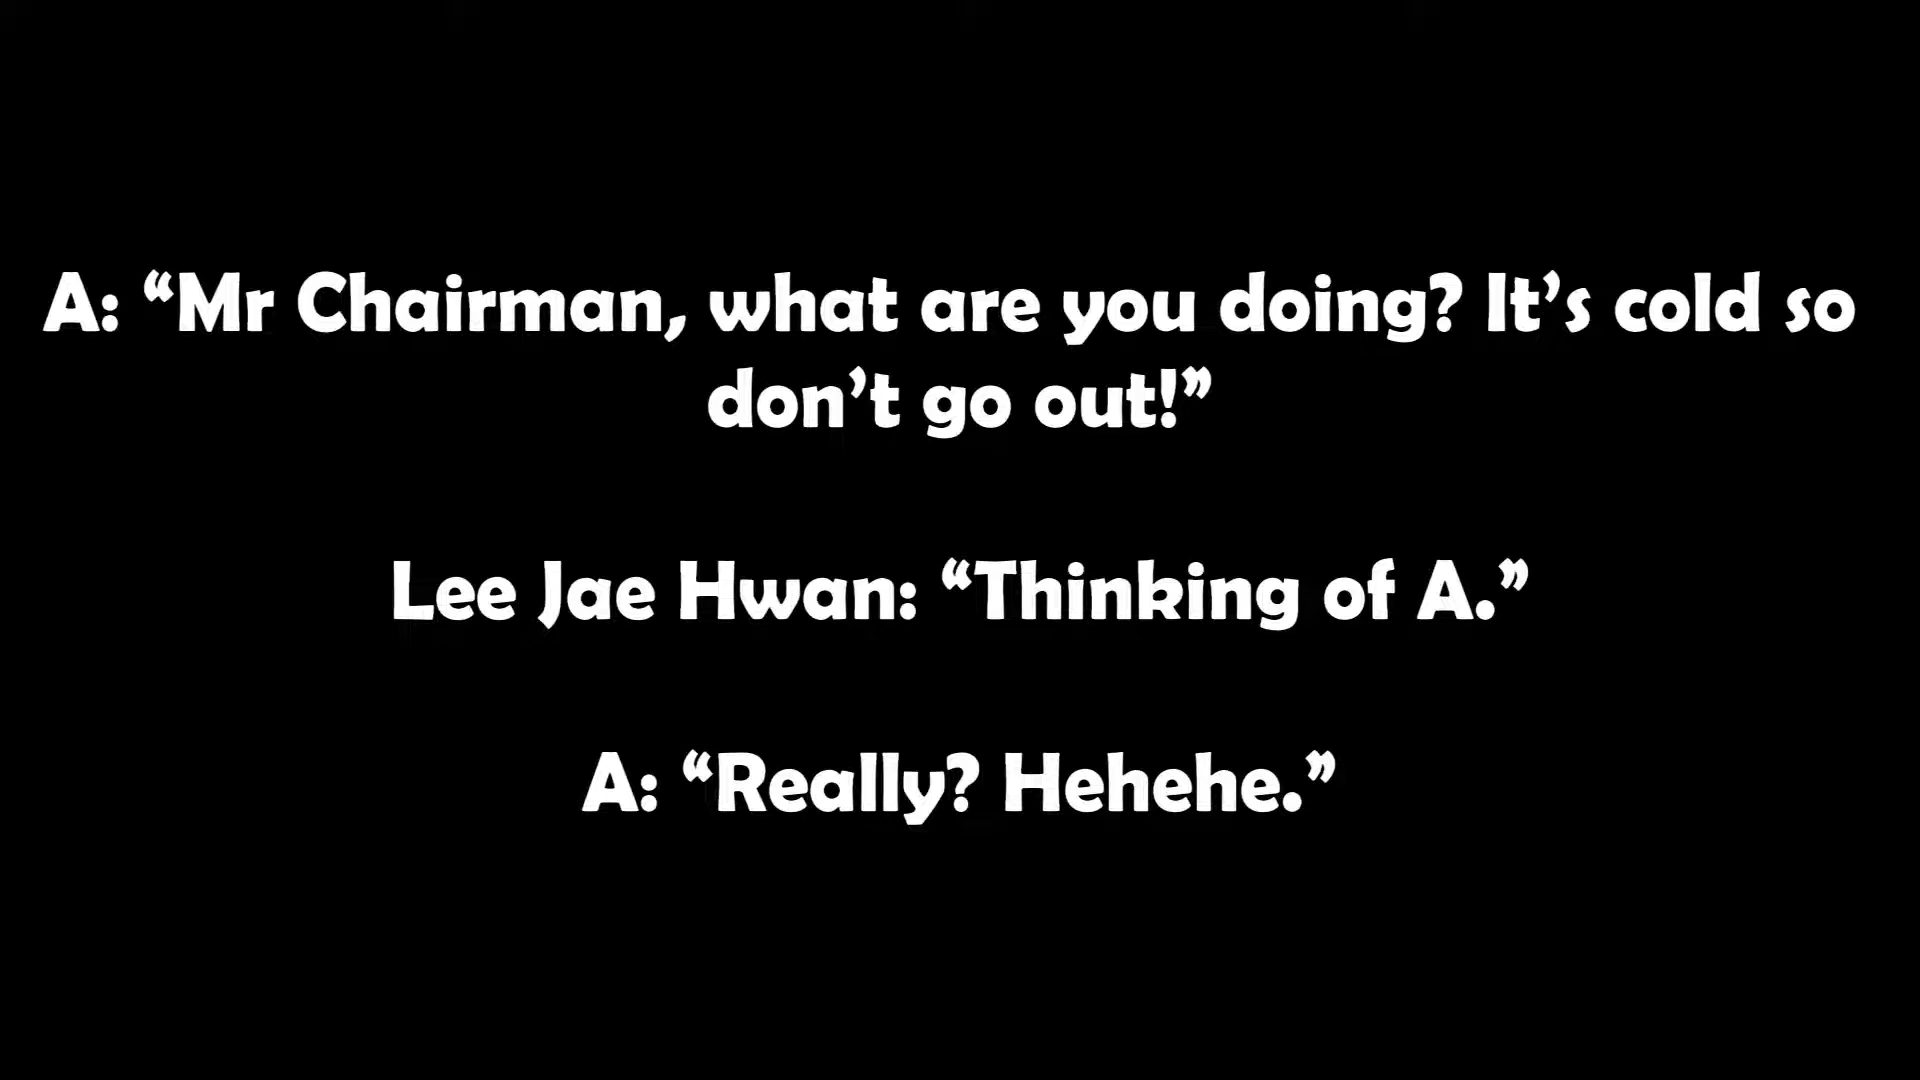 A: “Mr Chairman, what are you doing? It’s cold so
don’t go out!”
Lee Jae Hwan: “Thinking of A.”
A: “Really? Hehehe.”